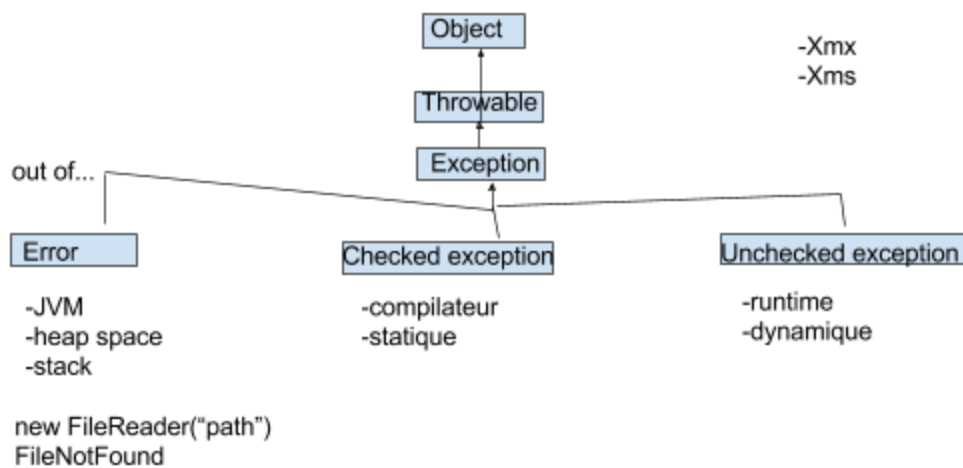 Object
-Xmx
-Xms
Throwable
Exception
out of...
Error
Checked exception
Unchecked exception
-JVM
-heap space
-stack
-compilateur
-statique
-runtime
-dynamique
new FileReader(“path”)
FileNotFound